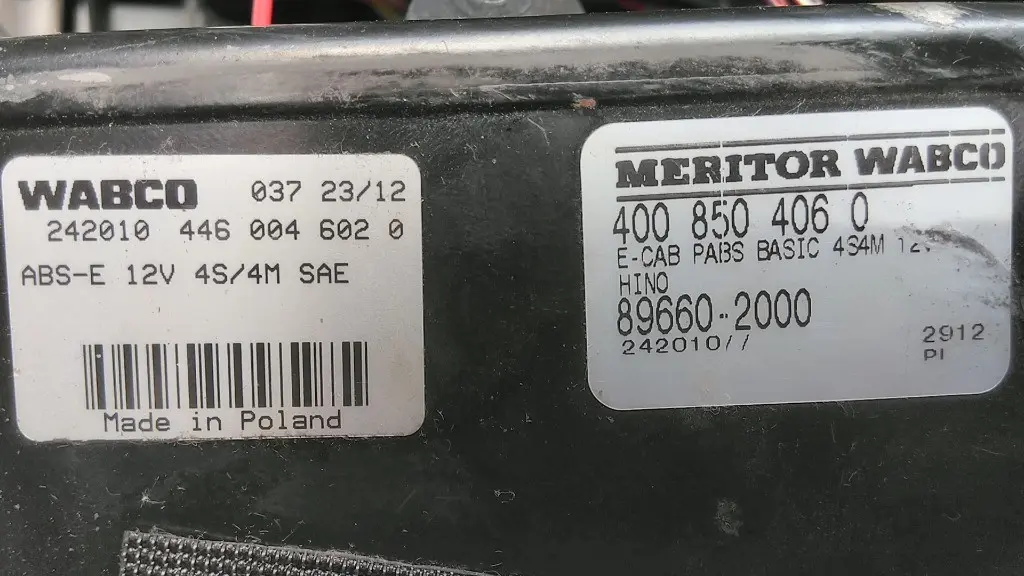 WABCO 037 23/12
242010 446 004 602 0
ABS-E 12V 4S/4M SAE
Made in Poland
MERITOR WABCO
400 850 406 0
E-CAB PABS BASIC 4S4M
HINO
89660-2000
242010//
2912
PL